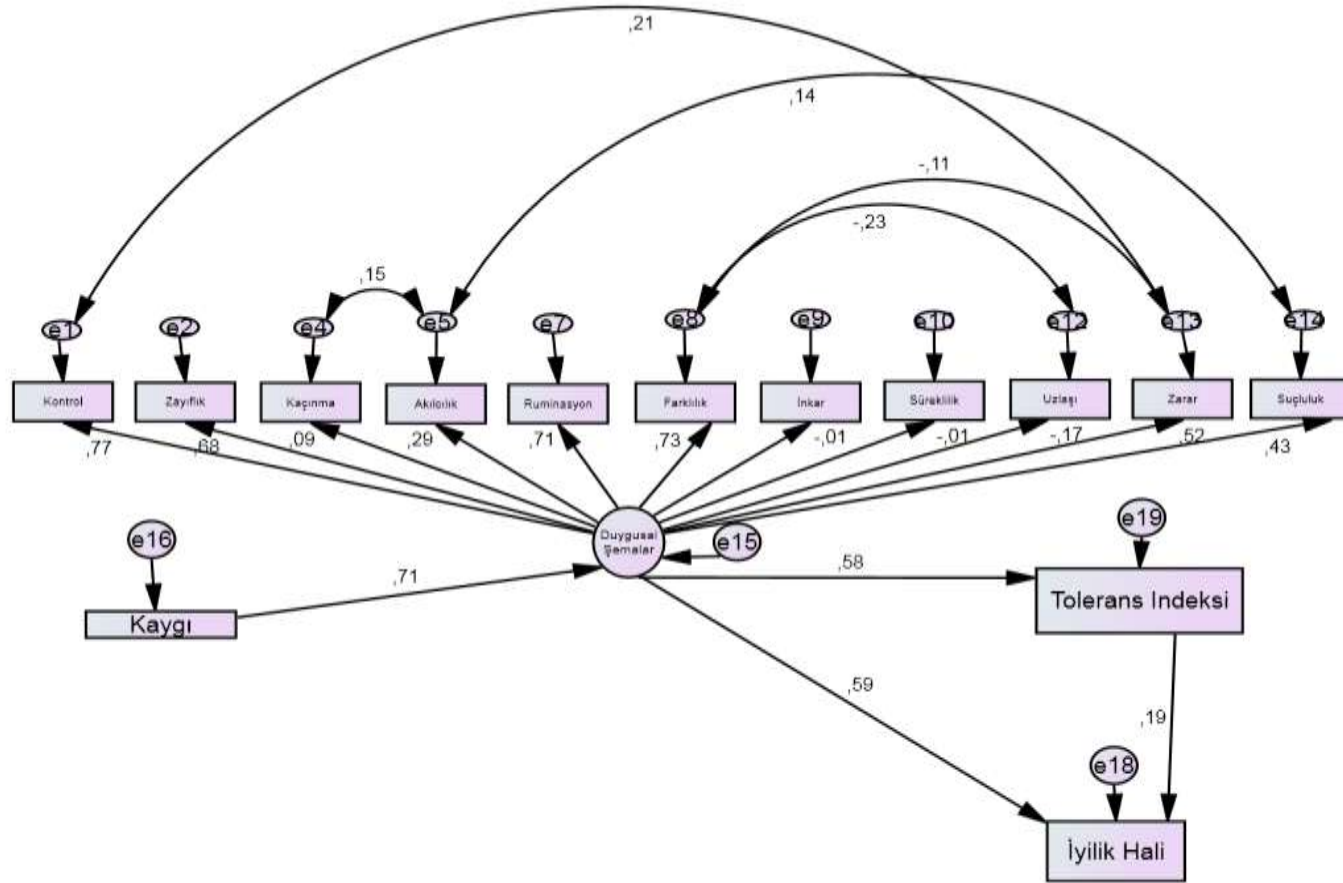 ,21
,14
-,11
-,23
,15
e1
e2
e4
e5
e7
e8
e9
e10
e12
e13
e14
Kontrol
Zayıflık
Kaçınma
Akılcılık
Ruminasyon
Farklılık
İnkar
Süreklilik
Uzlaşı
Zarar
Suçluluk
,77
,68
,09
,29
,71
,73
-,01
-,01
-,17
,52
,43
Duygusal
Şemalar
e15
e16
e19
,71
,58
Kaygı
Tolerans Indeksi
,59
,19
e18
İyilik Hali